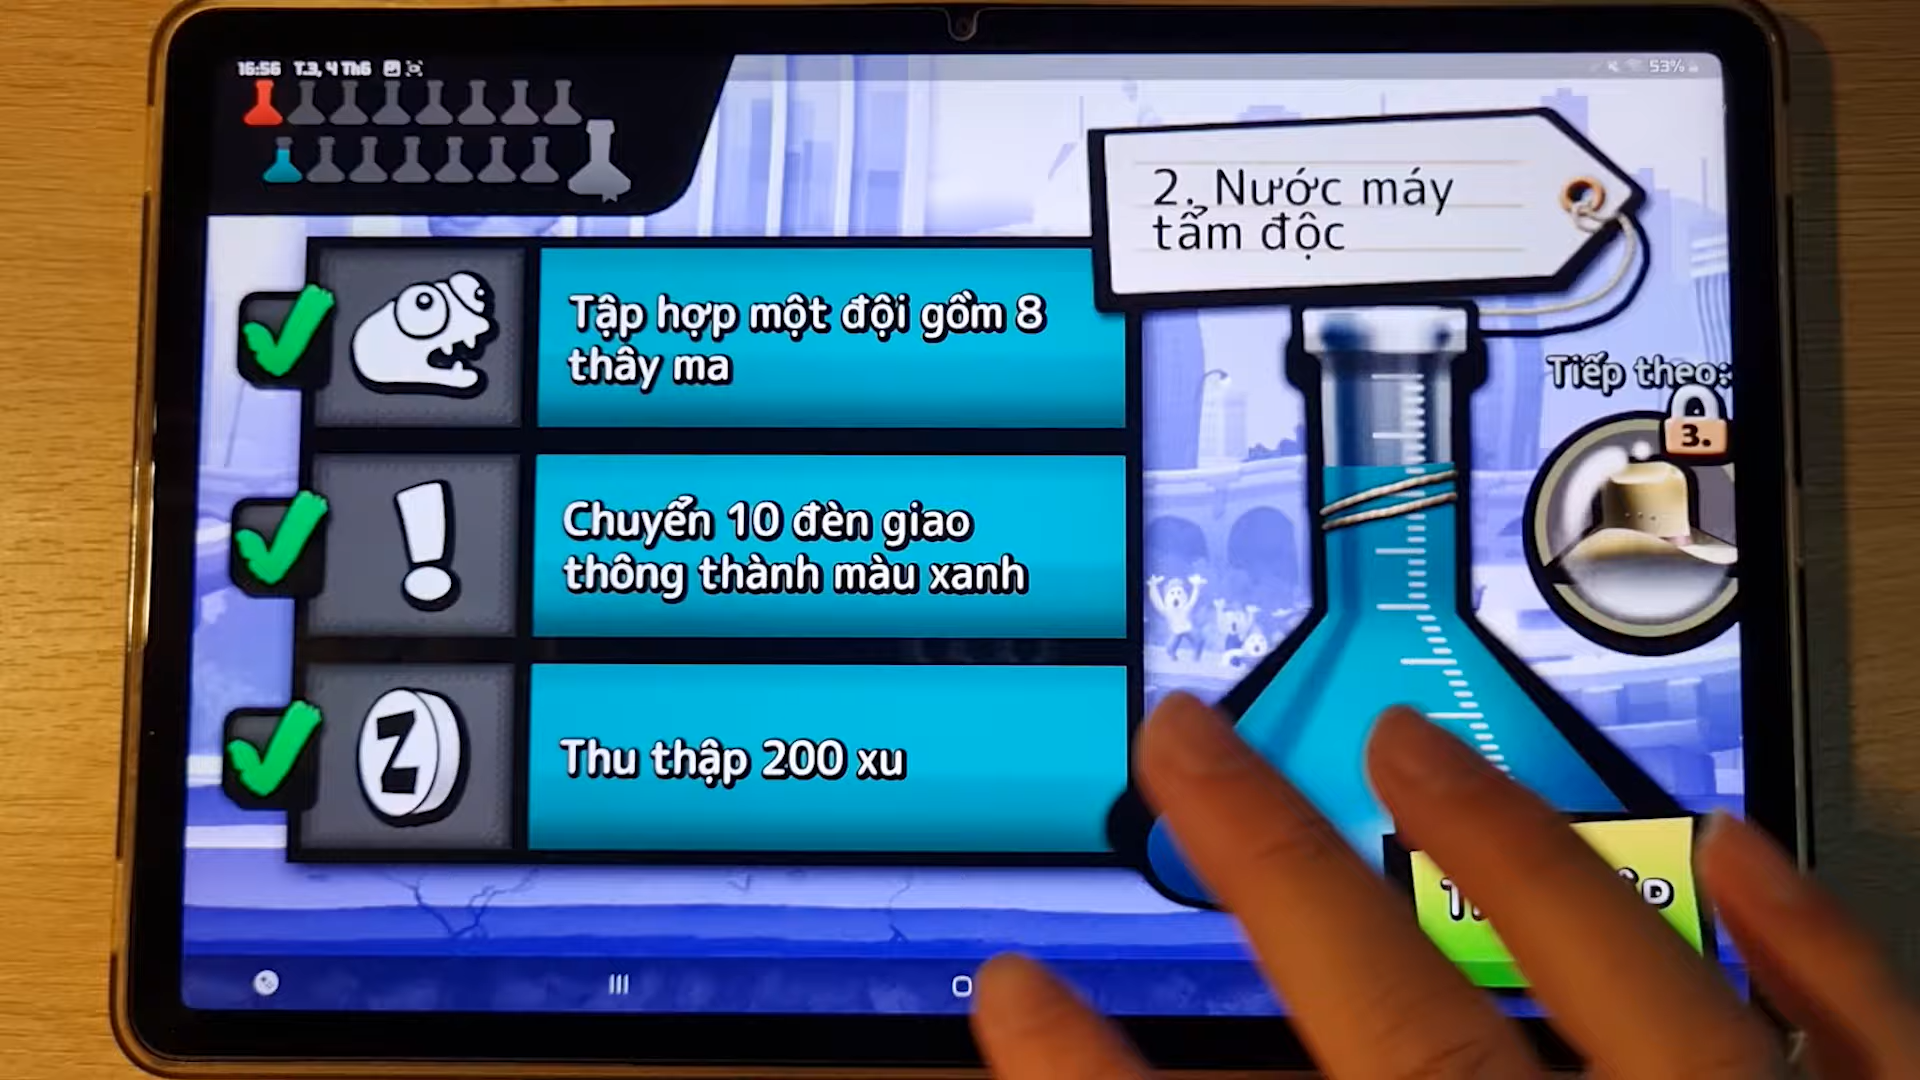 16:56 T.3, 4 Th6
53%
2. Nước máy
tẩm độc
Tập hợp một đội gồm 8
thây ma
Tiếp theo:
3.
Chuyển 10 đèn giao
thông thành màu xanh
Z
Thu thập 200 xu